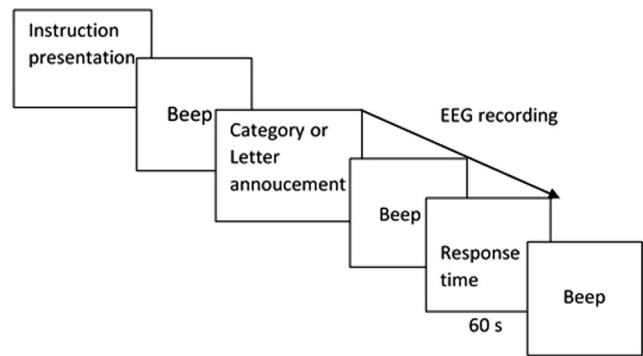 Instruction
presentation
Beep
EEG recording
Category or
Letter
annoucement
Beep
Response
time
60 s
Beep